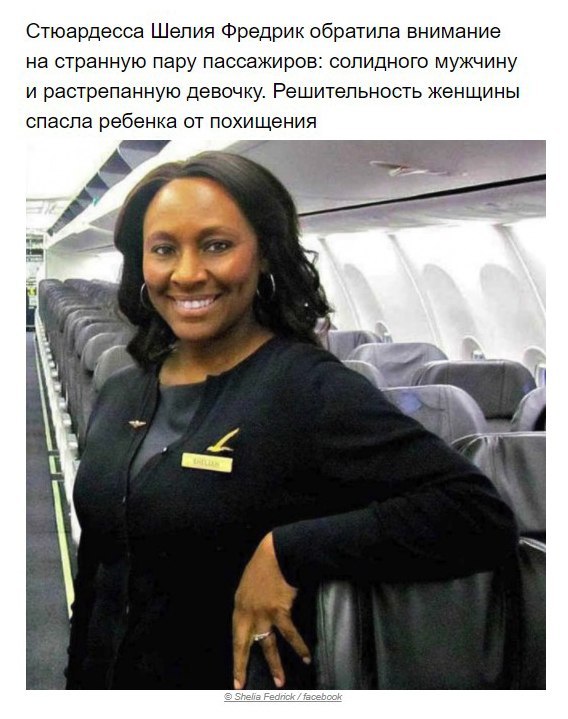 Стюардесса Шелия Фредрик обратила внимание
на странную пару пассажиров: солидного мужчину
и растрепанную девочку. Решительность женщины
спасла ребенка от похищения
© Shelia Fedrick / facebook